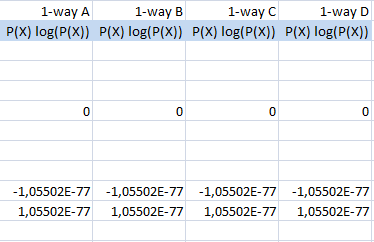 1-way A 1-way B 1-way C 1-way D
P(X) log(P(X)) P(X) log(P(X)) P(X) log(P(X)) P(X) log(P(X))
0 0 0 0
-1,05502E-77 -1,05502E-77 -1,05502E-77 -1,05502E-77
1,05502E-77 1,05502E-77 1,05502E-77 1,05502E-77